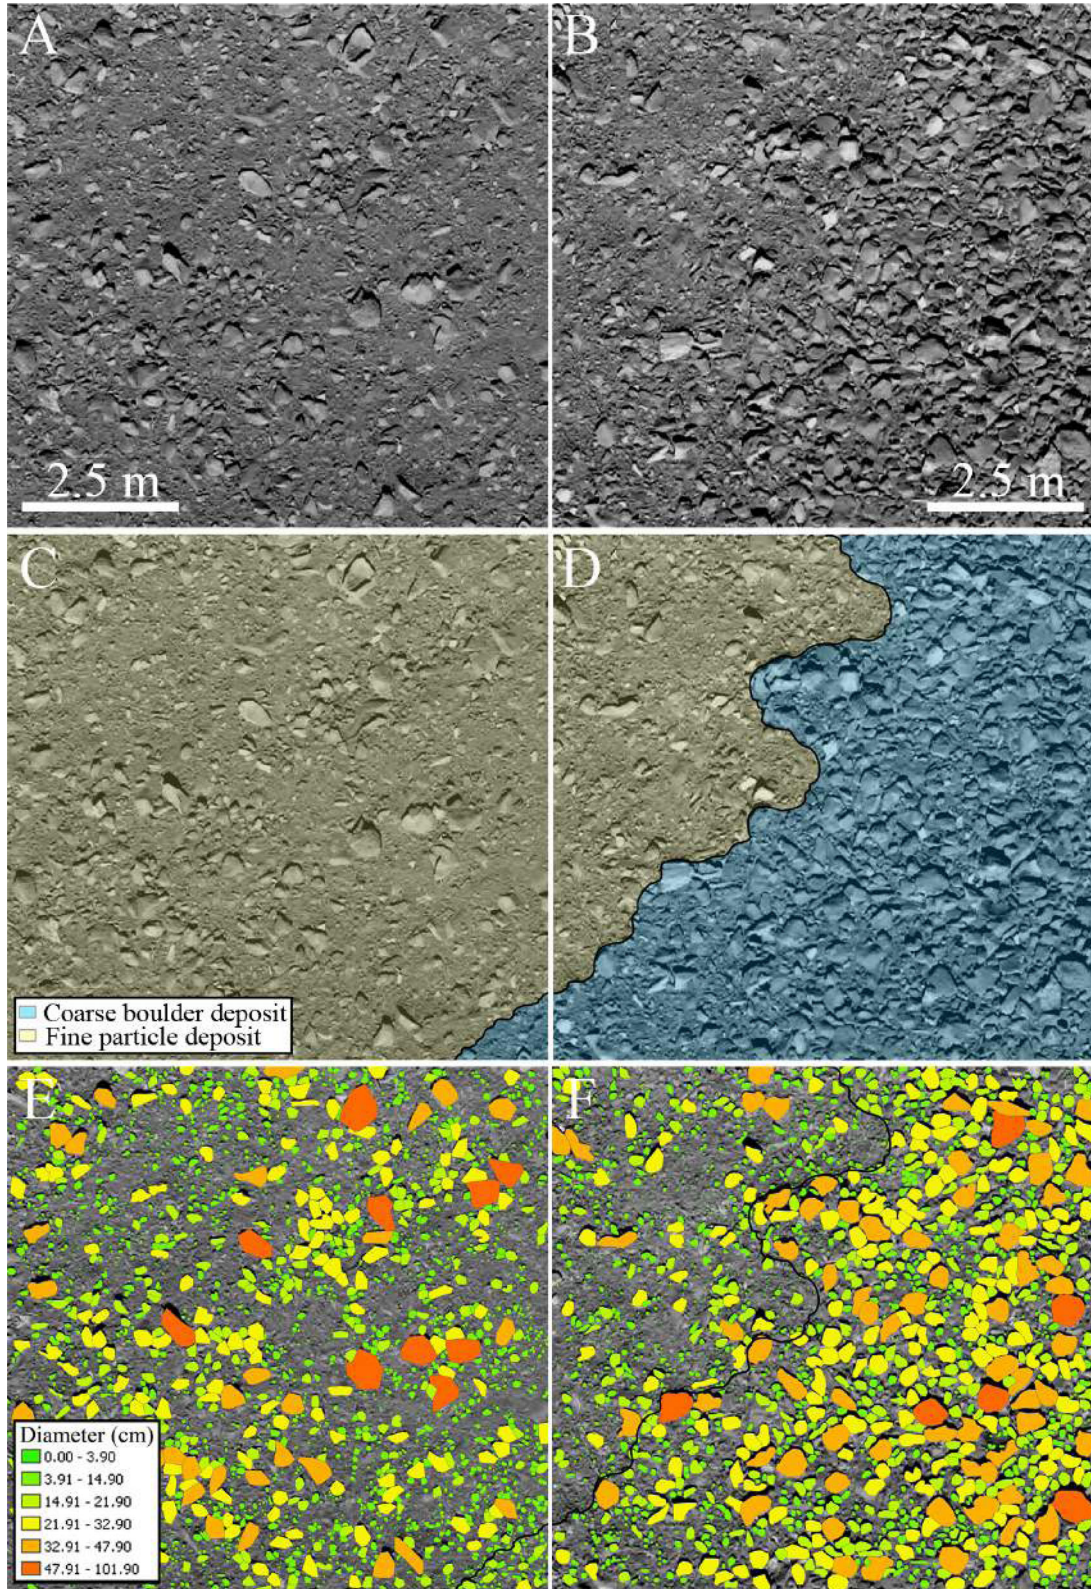 A
B
2.5 m
2.5 m
C
D
Coarse boulder deposit
Fine particle deposit
E
F
Diameter (cm)
0.00 - 3.90
3.91 - 14.90
14.91 - 21.90
21.91 - 32.90
32.91 - 47.90
47.91 - 101.90